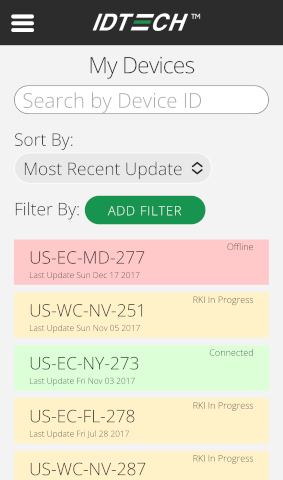 IDTECH™
My Devices
Search by Device ID
Sort By:
Most Recent Update
Filter By: ADD FILTER
Offline
US-EC-MD-277
Last Update Sun Dec 17 2017
RKI In Progress
US-WC-NV-251
Last Update Sun Nov 05 2017
Connected
US-EC-NY-273
Last Update Fri Nov 03 2017
RKI In Progress
US-EC-FL-278
Last Update Fri Jul 28 2017
RKI In Progress
US-WC-NV-287